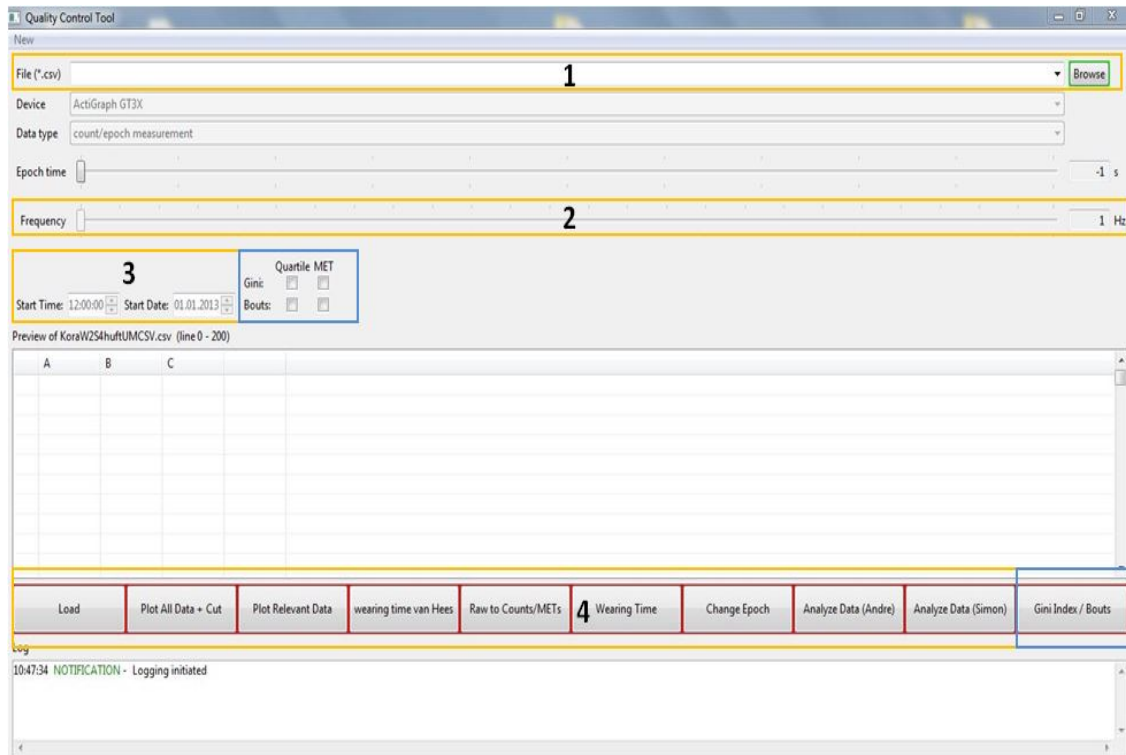 Quality Control Tool
New
File (*.csv) 1 Browse
Device ActiGraph GT3X
Data type count/epoch measurement
Epoch time -1 s
Frequency 2 1 Hz
3 Quartile MET
Gini:
Start Time: 12:00:00 Start Date: 01.01.2013 Bouts:
Preview of KoraW2S4huftUMCSV.csv (line 0 - 200)
A B C
Load Plot All Data + Cut Plot Relevant Data wearing time van Hees Raw to Counts/METs 4 Wearing Time Change Epoch Analyze Data (Andre) Analyze Data (Simon) Gini Index / Bouts
Log
10:47:34 NOTIFICATION - Logging initiated